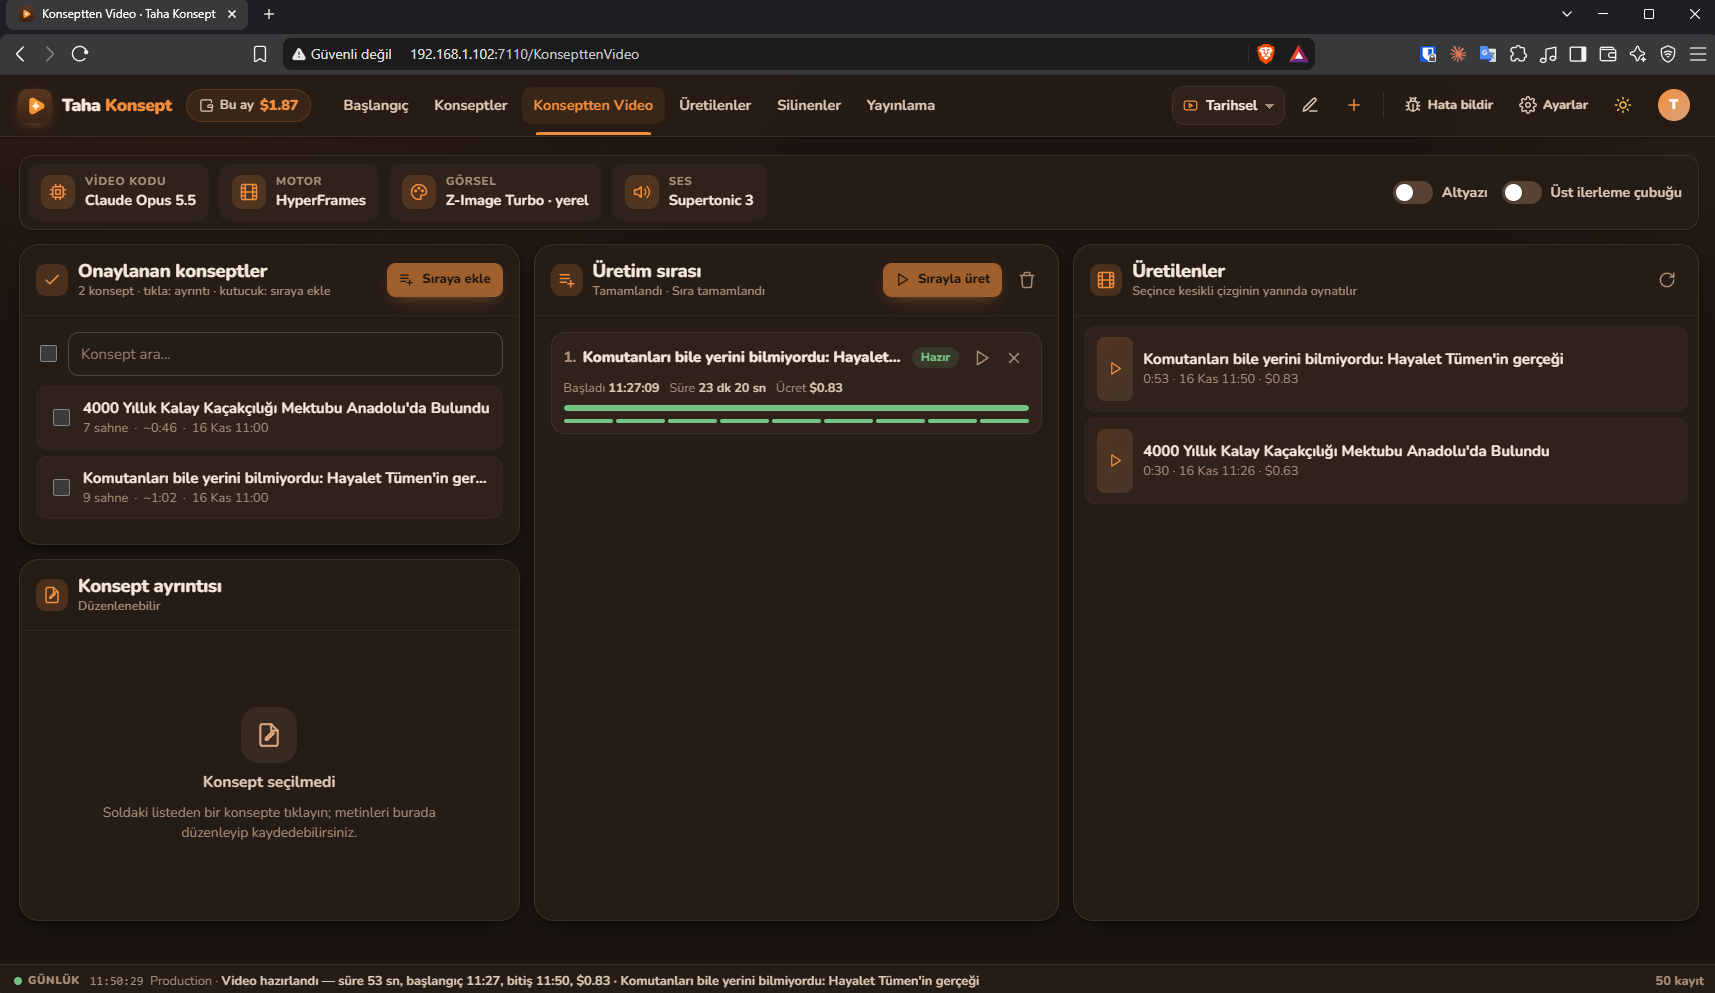 Konseptten Video · Taha Konsept
Güvenli değil 192.168.1.102:7110/KonsepttenVideo
Taha Konsept
Bu ay $1.87
Başlangıç
Konseptler
Konseptten Video
Üretilenler
Silinenler
Yayınlama
Tarihsel
Hata bildir
Ayarlar
T
VİDEO KODU
Claude Opus 5.5
MOTOR
HyperFrames
GÖRSEL
Z-Image Turbo · yerel
SES
Supertonic 3
Altyazı
Üst ilerleme çubuğu
Onaylanan konseptler
2 konsept · tıkla: ayrıntı · kutucuk: sıraya ekle
Sıraya ekle
Konsept ara...
4000 Yıllık Kalay Kaçakçılığı Mektubu Anadolu'da Bulundu
7 sahne · ~0:46 · 16 Kas 11:00
Komutanları bile yerini bilmiyordu: Hayalet Tümen'in ger...
9 sahne · ~1:02 · 16 Kas 11:00
Konsept ayrıntısı
Düzenlenebilir
Konsept seçilmedi
Soldaki listeden bir konsepte tıklayın; metinleri burada
düzenleyip kaydedebilirsiniz.
Üretim sırası
Tamamlandı · Sıra tamamlandı
Sırayla üret
1. Komutanları bile yerini bilmiyordu: Hayalet... Hazır
Başladı 11:27:09 Süre 23 dk 20 sn Ücret $0.83
Üretilenler
Seçince kesikli çizginin yanında oynatılır
Komutanları bile yerini bilmiyordu: Hayalet Tümen'in gerçeği
0:53 · 16 Kas 11:50 · $0.83
4000 Yıllık Kalay Kaçakçılığı Mektubu Anadolu'da Bulundu
0:30 · 16 Kas 11:26 · $0.63
GÜNLÜK 11:50:29 Production · Video hazırlandı — süre 53 sn, başlangıç 11:27, bitiş 11:50, $0.83 · Komutanları bile yerini bilmiyordu: Hayalet Tümen'in gerçeği
50 kayıt